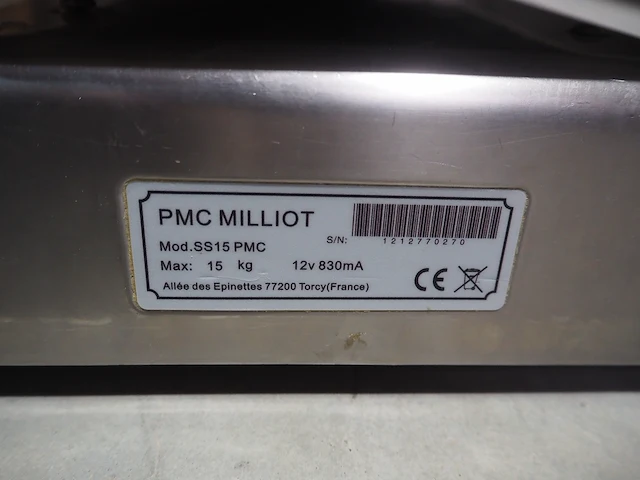 PMC MILLIOT
S/N: 1212770270
Mod.SS15 PMC
Max: 15 kg 12v 830mA
Allée des Epinettes 77200 Torcy(France)
CE